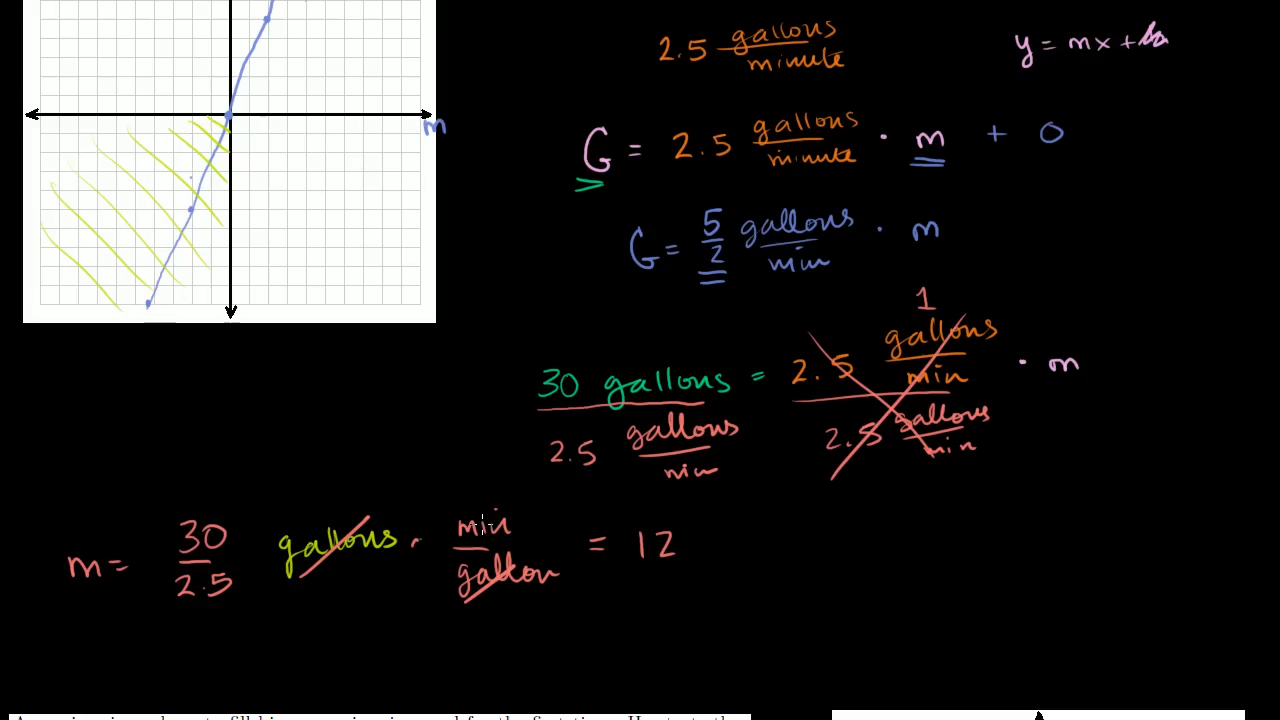 2.5 gallons/minute
y = mx +
G = 2.5 gallons/minute · m + 0
m
G = 5/2 gallons/min · m
1
30 gallons = 2.5 gallons/min · m
2.5 gallons/min 2.5 gallons/min
m = 30/2.5 gallons · min/gallon = 12